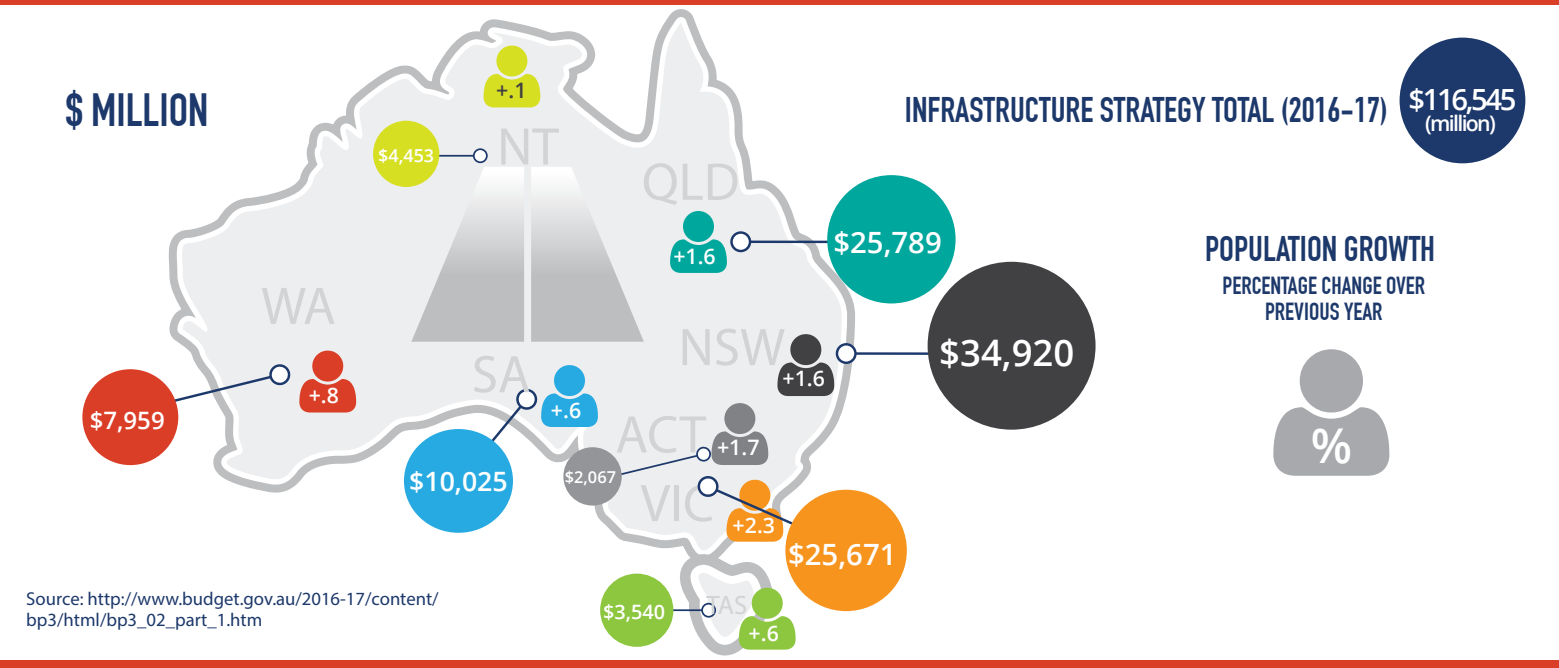 $ MILLION
INFRASTRUCTURE STRATEGY TOTAL (2016–17)
$116,545
(million)
+.1
$4,453
NT
QLD
+1.6
$25,789
POPULATION GROWTH
PERCENTAGE CHANGE OVER
PREVIOUS YEAR
WA
+.8
$7,959
NSW
+1.6
$34,920
SA
+.6
$10,025
ACT
+1.7
$2,067
%
VIC
+2.3
$25,671
TAS
+.6
$3,540
Source: http://www.budget.gov.au/2016-17/content/
bp3/html/bp3_02_part_1.htm